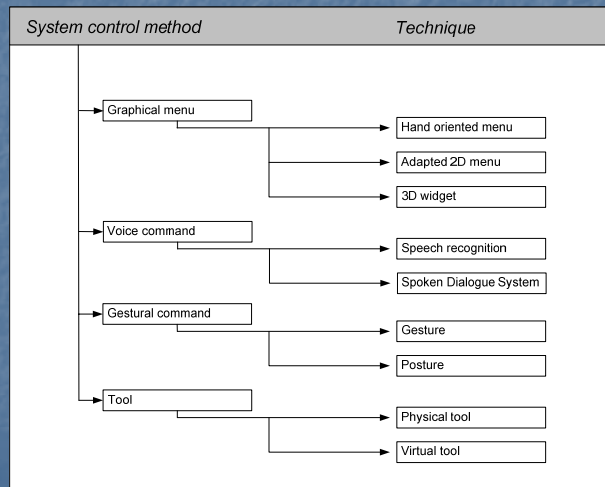 System control method
Technique
Graphical menu
Hand oriented menu
Adapted 2D menu
3D widget
Voice command
Speech recognition
Spoken Dialogue System
Gestural command
Gesture
Posture
Tool
Physical tool
Virtual tool